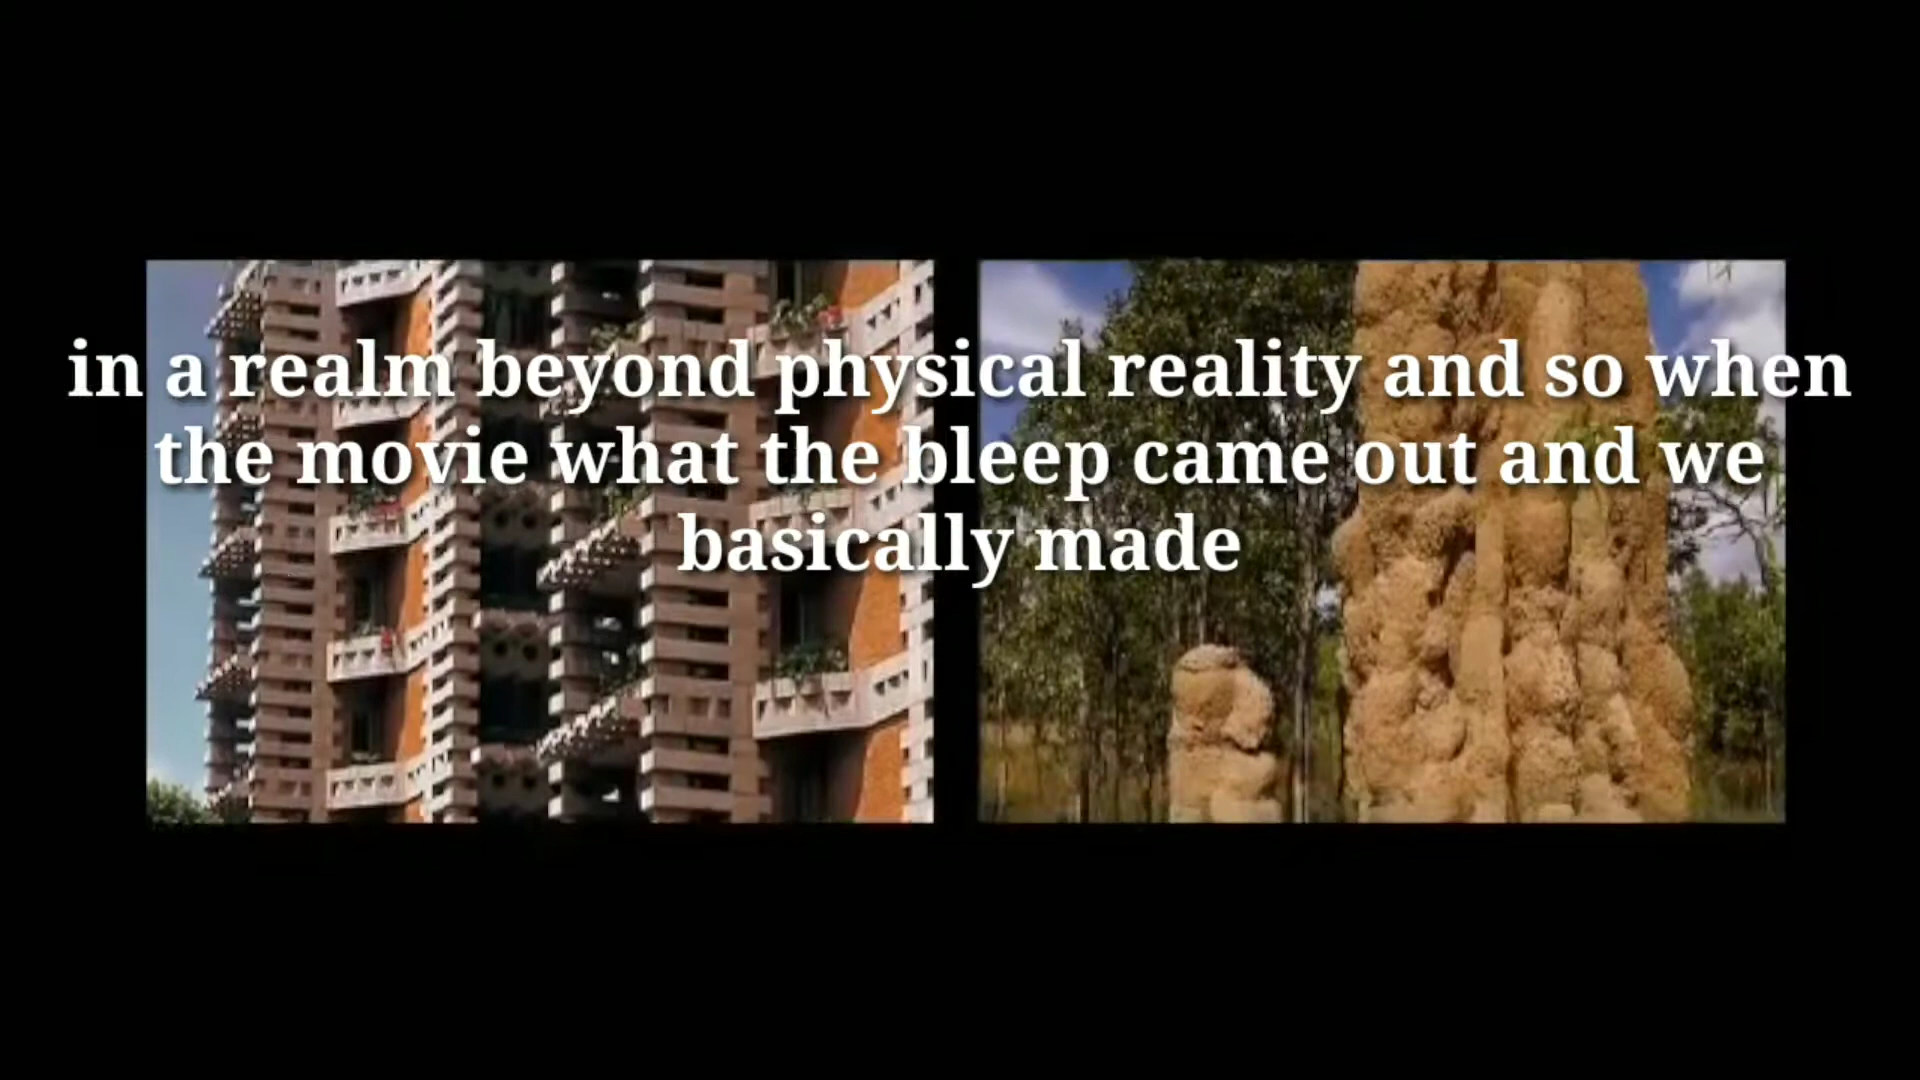 in a realm beyond physical reality and so when
the movie what the bleep came out and we
basically made